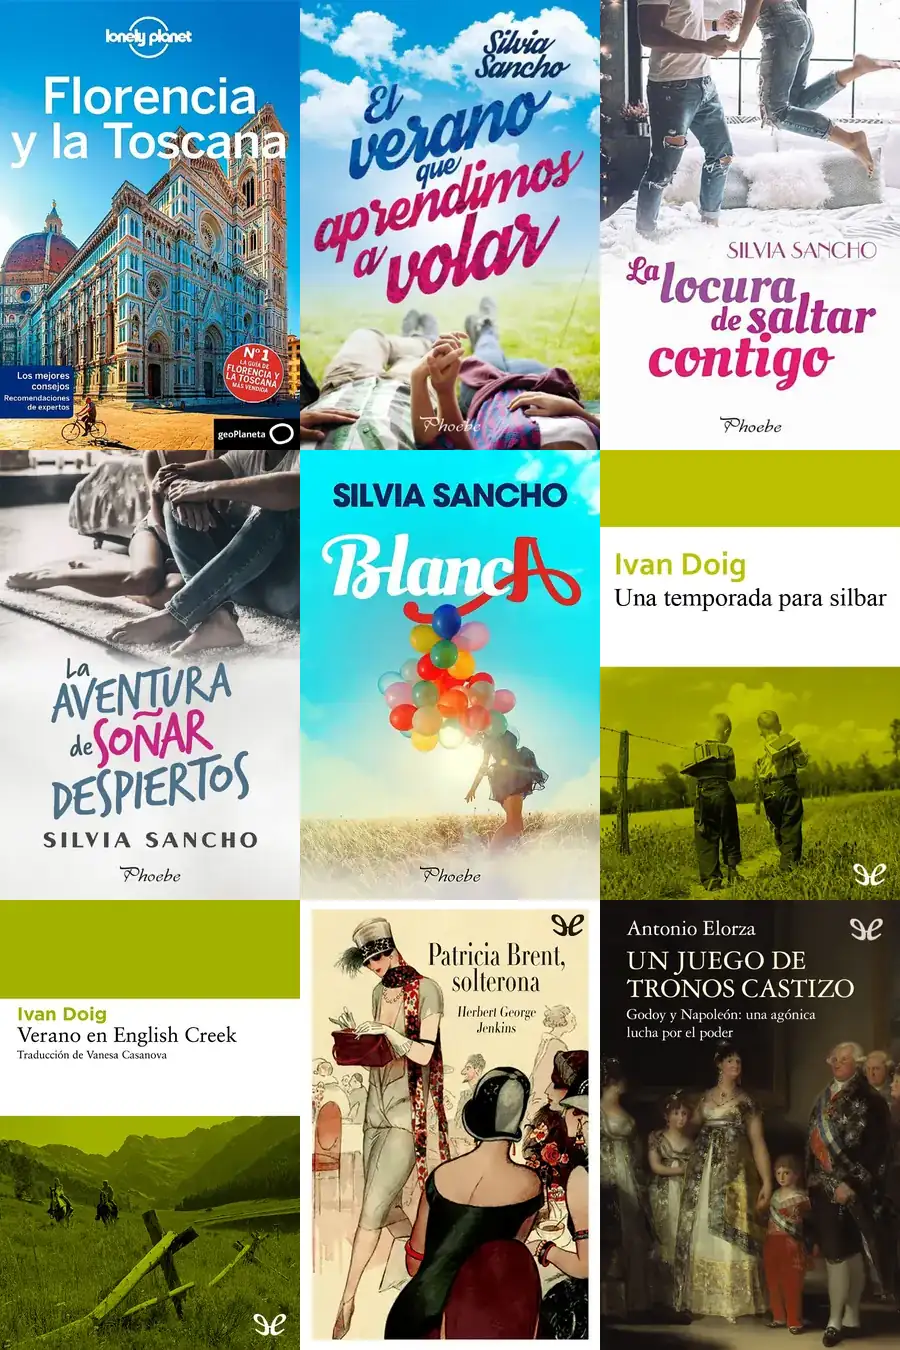 lonely planet
Florencia
y la Toscana
Los mejores
consejos
Recomendaciones
de expertos
Nº1
LA GUÍA DE
FLORENCIA Y
LA TOSCANA
MÁS VENDIDA
geoPlaneta
Silvia
Sancho
El
verano
que
aprendimos
a volar
Phoebe
SILVIA SANCHO
La
locura
de saltar
contigo
Phoebe
La
AVENTURA
de SOÑAR
DESPIERTOS
SILVIA SANCHO
Phoebe
SILVIA SANCHO
BlancA
Phoebe
Ivan Doig
Una temporada para silbar
Ivan Doig
Verano en English Creek
Traducción de Vanesa Casanova
Patricia Brent,
solterona
Herbert George
Jenkins
Antonio Elorza
UN JUEGO DE
TRONOS CASTIZO
Godoy y Napoleón: una agónica
lucha por el poder